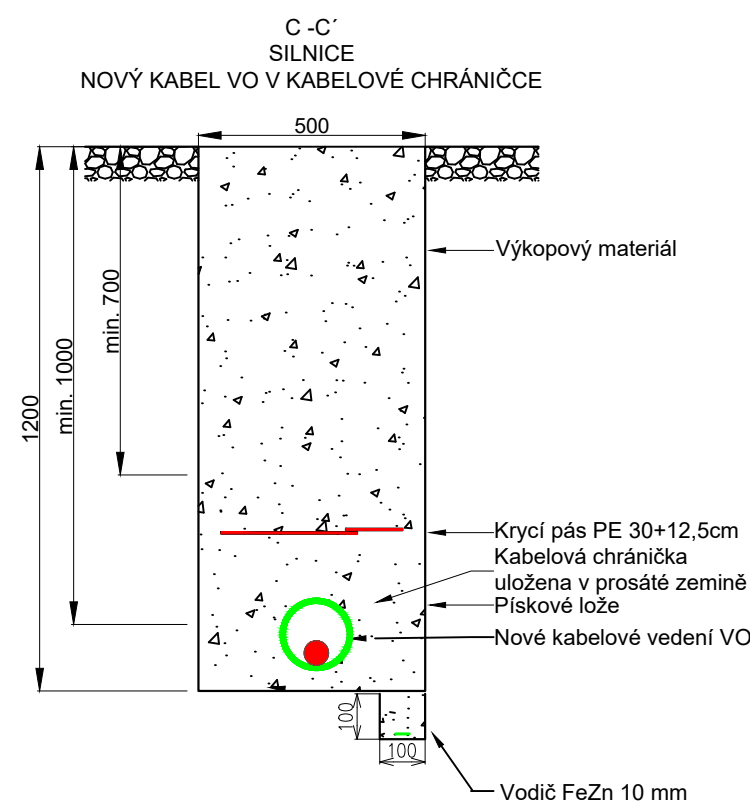 C -C´
SILNICE
NOVÝ KABEL VO V KABELOVÉ CHRÁNIČCE
500
Výkopový materiál
min. 700
min. 1000
1200
Krycí pás PE 30+12,5cm
Kabelová chránička
uložena v prosáté zemině
Pískové lože
Nové kabelové vedení VO
100
100
Vodič FeZn 10 mm